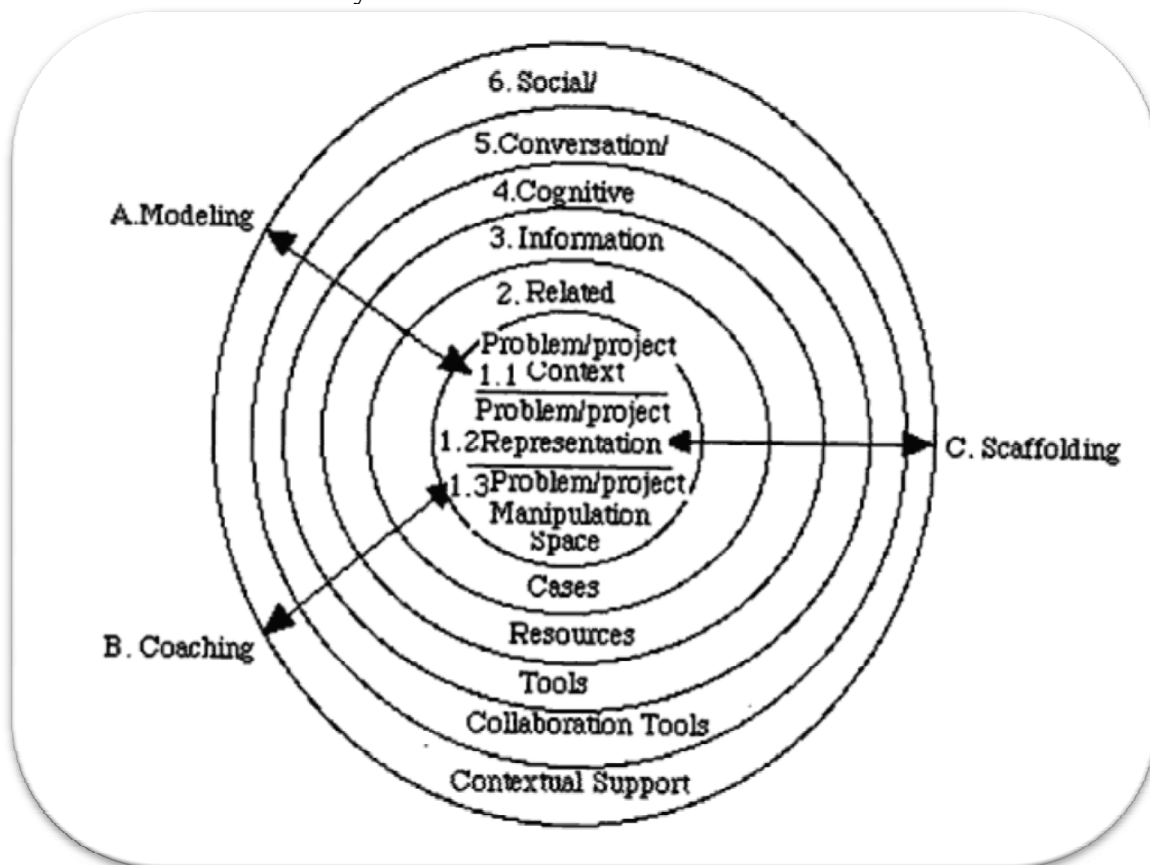 6. Social/
5.Conversation/
4.Cognitive
A.Modeling
3. Information
2. Related
Problem/project
1.1 Context
Problem/project
1.2Representation
C. Scaffolding
1.3Problem/project
Manipulation
Space
Cases
Resources
B. Coaching
Tools
Collaboration Tools
Contextual Support